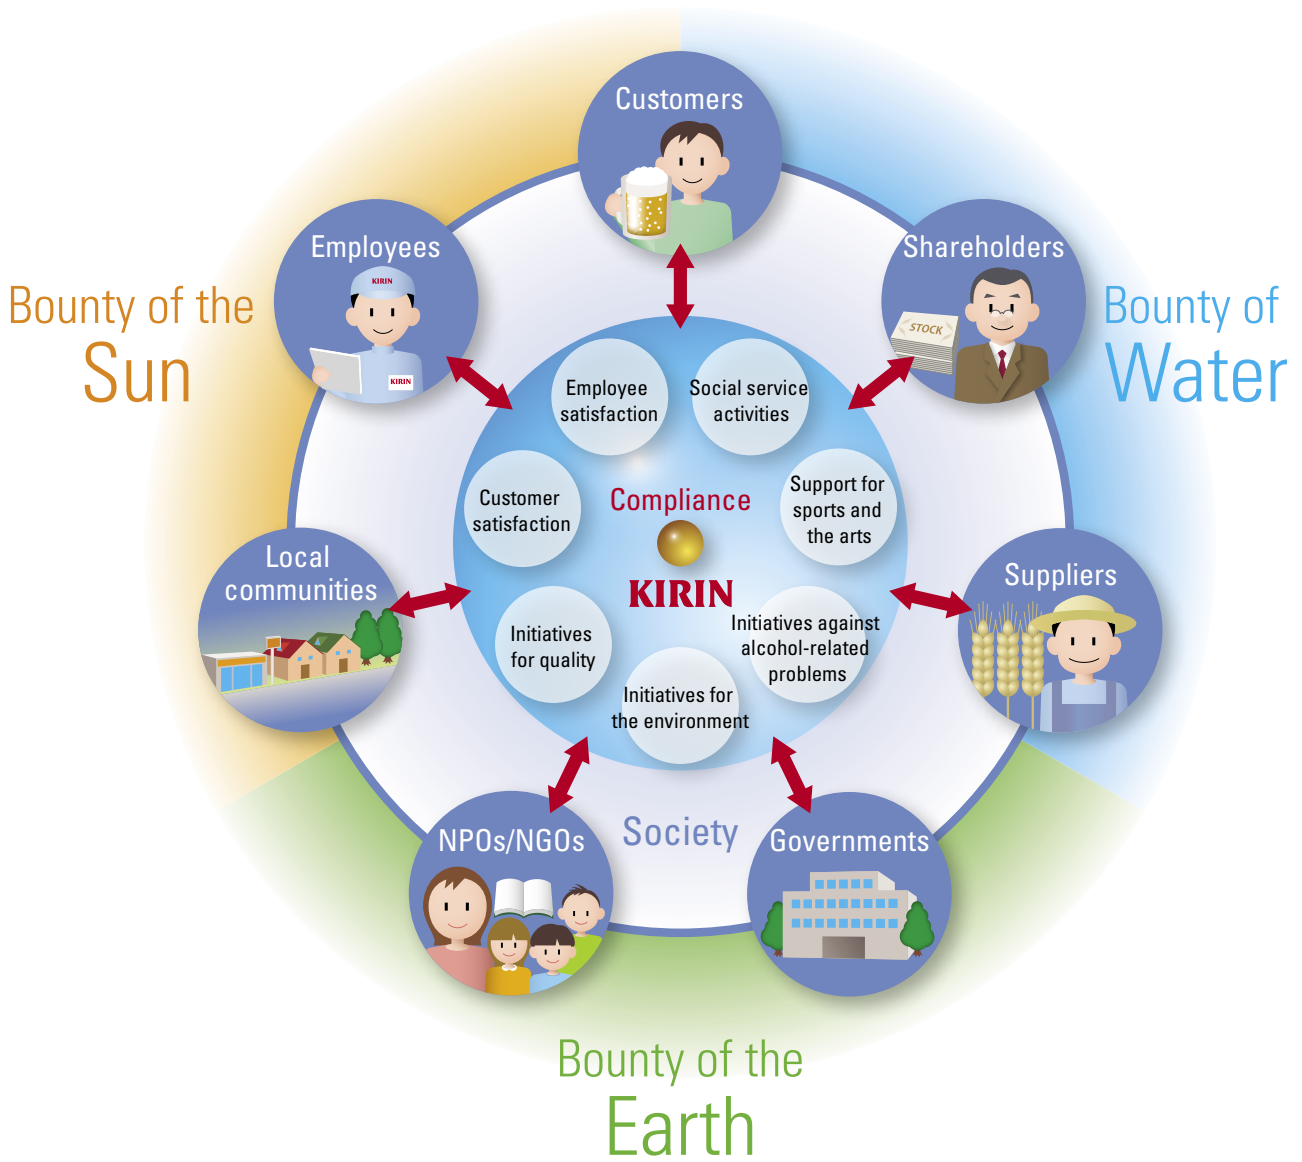 Customers
Employees
KIRIN
KIRIN
Shareholders
STOCK
Bounty of the
Sun
Bounty of
Water
Employee
satisfaction
Social service
activities
Customer
satisfaction
Compliance
KIRIN
Support for
sports and
the arts
Local
communities
Suppliers
Initiatives
for quality
Initiatives against
alcohol-related
problems
Initiatives for
the environment
NPOs/NGOs
Society
Governments
Bounty of the
Earth